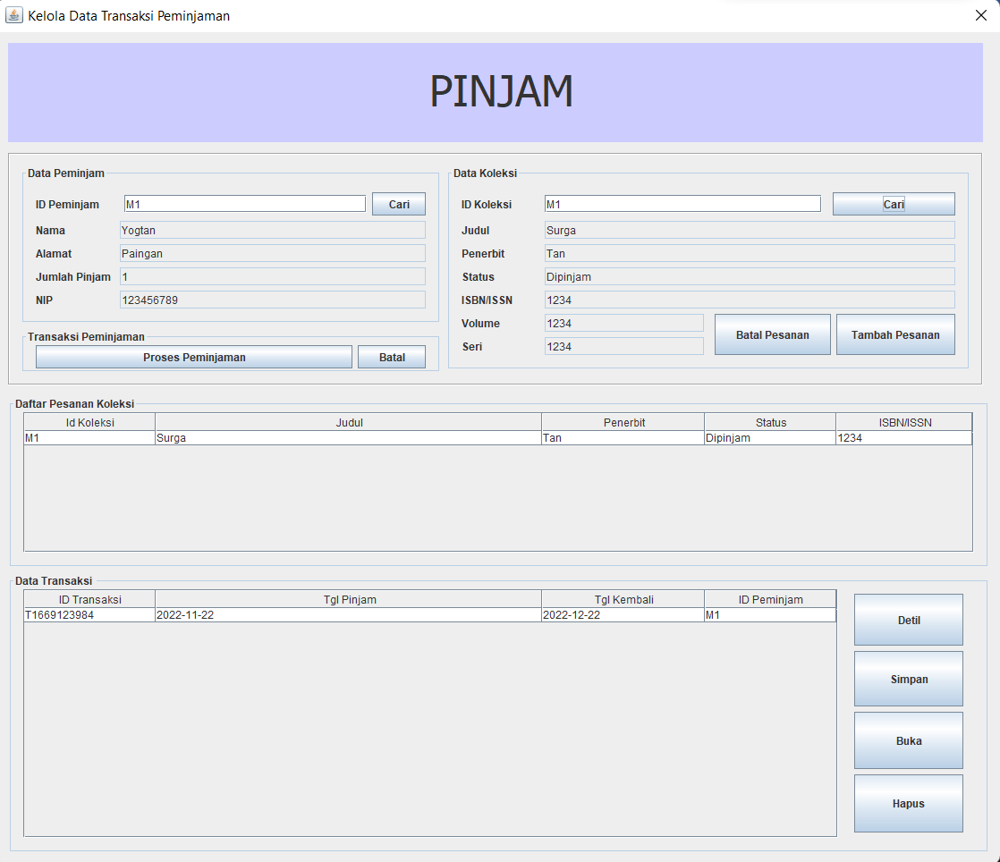 Kelola Data Transaksi Peminjaman
PINJAM
Data Peminjam
ID Peminjam M1 Cari
Nama Yogtan
Alamat Paingan
Jumlah Pinjam 1
NIP 123456789
Transaksi Peminjaman
Proses Peminjaman Batal
Data Koleksi
ID Koleksi M1 Cari
Judul Surga
Penerbit Tan
Status Dipinjam
ISBN/ISSN 1234
Volume 1234
Seri 1234
Batal Pesanan Tambah Pesanan
Daftar Pesanan Koleksi
Id Koleksi Judul Penerbit Status ISBN/ISSN
M1 Surga Tan Dipinjam 1234
Data Transaksi
ID Transaksi Tgl Pinjam Tgl Kembali ID Peminjam
T1669123984 2022-11-22 2022-12-22 M1
Detil
Simpan
Buka
Hapus